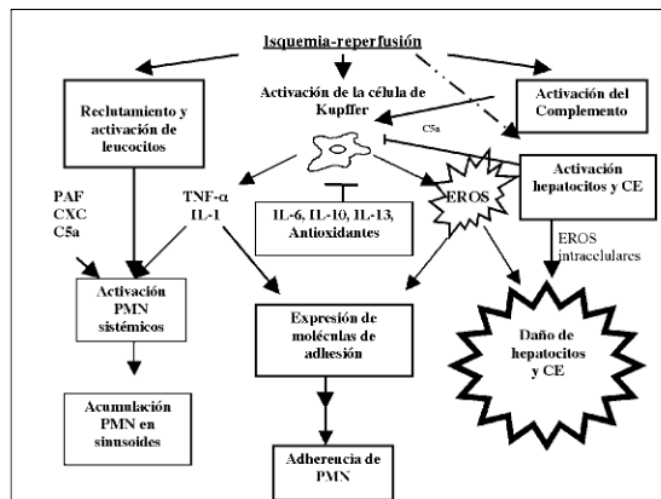 Isquemia-reperfusión
Reclutamiento y
activación de
leucocitos
Activación de la célula de
Kupffer
Activación del
Complemento
C5a
Activación
hepatocitos y CE
PAF
CXC
C5a
TNF-α
IL-1
IL-6, IL-10, IL-13,
Antioxidantes
EROS
EROS
intracelulares
Activación
PMN
sistémicos
Expresión de
moléculas de
adhesión
Daño de
hepatocitos
y CE
Acumulación
PMN en
sinusoides
Adherencia de
PMN